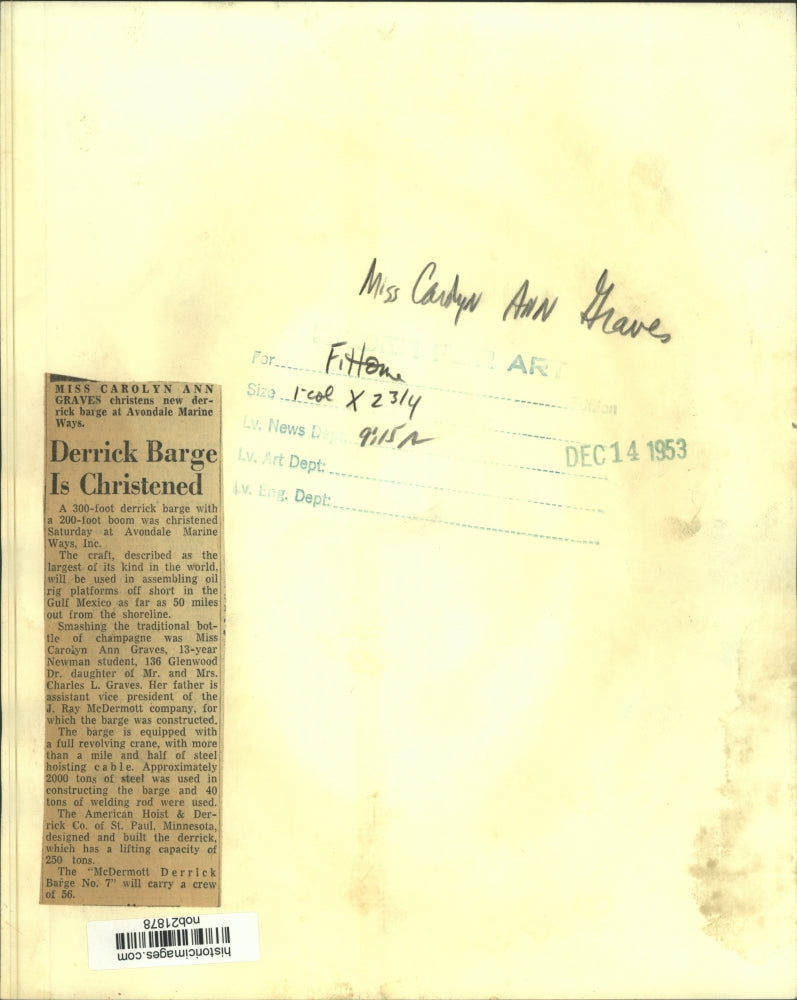 Miss Carolyn Ann Graves
ART
For
F. Home
Size 1-col X 2 3/4
Lv. News Dep
9:15
DEC 14 1953
Lv. Art Dept:
Lv. Eng. Dept:
MISS CAROLYN ANN
GRAVES christens new der-
rick barge at Avondale Marine
Ways.
Derrick Barge
Is Christened
A 300-foot derrick barge with
a 200-foot boom was christened
Saturday at Avondale Marine
Ways, Inc.
The craft, described as the
largest of its kind in the world,
will be used in assembling oil
rig platforms off short in the
Gulf Mexico as far as 50 miles
out from the shoreline.
Smashing the traditional bot-
tle of champagne was Miss
Carolyn Ann Graves, 13-year
Newman student, 136 Glenwood
Dr. daughter of Mr. and Mrs.
Charles L. Graves. Her father is
assistant vice president of the
J. Ray McDermott company, for
which the barge was constructed.
The barge is equipped with
a full revolving crane, with more
than a mile and half of steel
hoisting cable. Approximately
2000 tons of steel was used in
constructing the barge and 40
tons of welding rod were used.
The American Hoist & Der-
rick Co. of St. Paul, Minnesota,
designed and built the derrick,
which has a lifting capacity of
250 tons.
The "McDermott Derrick
Barge No. 7" will carry a crew
of 56.
historicimages.com
nob21878